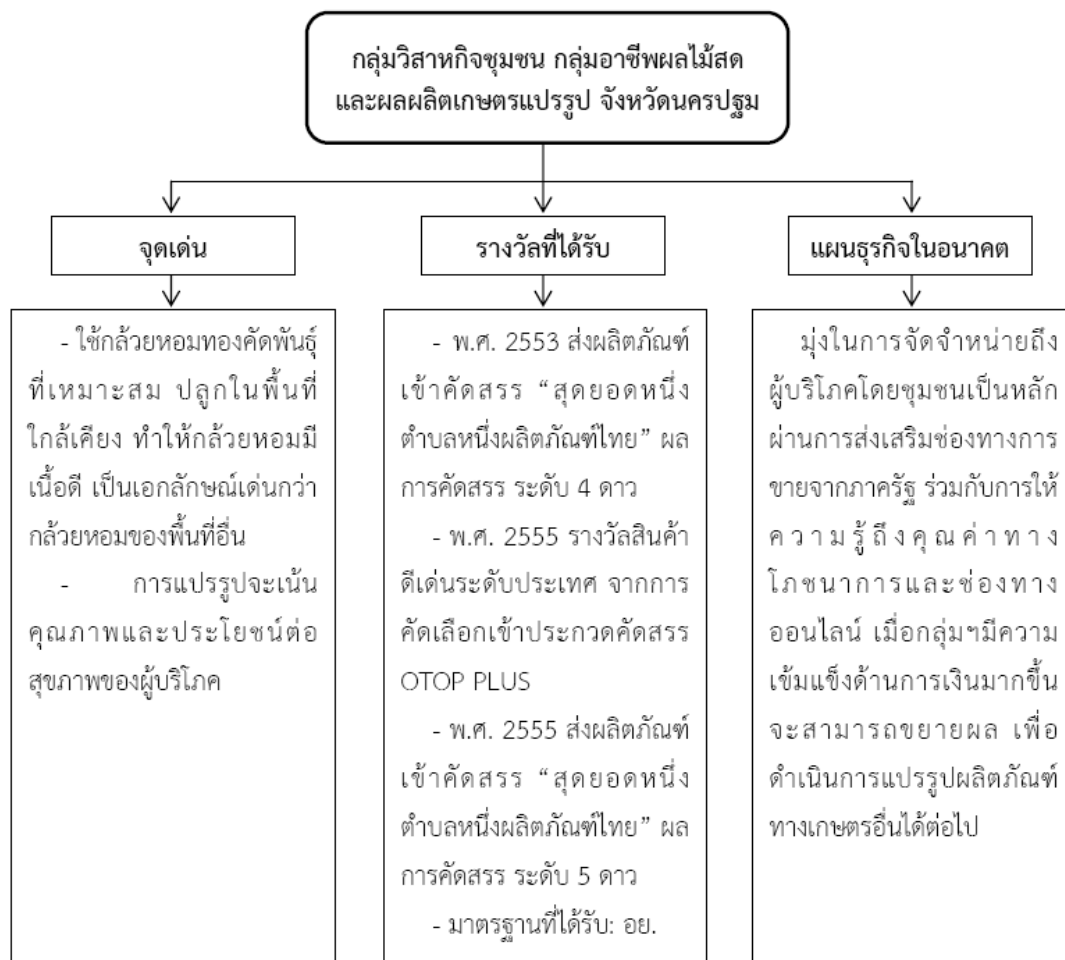 กลุ่มวิสาหกิจชุมชน กลุ่มอาชีพผลไม้สด
และผลผลิตเกษตรแปรรูป จังหวัดนครปฐม
จุดเด่น
- ใช้กล้วยหอมทองคัดพันธุ์
ที่เหมาะสม ปลูกในพื้นที่
ใกล้เคียง ทำให้กล้วยหอมมี
เนื้อดี เป็นเอกลักษณ์เด่นกว่า
กล้วยหอมของพื้นที่อื่น
- การแปรรูปจะเน้น
คุณภาพและประโยชน์ต่อ
สุขภาพของผู้บริโภค
รางวัลที่ได้รับ
- พ.ศ. 2553 ส่งผลิตภัณฑ์
เข้าคัดสรร “สุดยอดหนึ่ง
ตำบลหนึ่งผลิตภัณฑ์ไทย” ผล
การคัดสรร ระดับ 4 ดาว
- พ.ศ. 2555 รางวัลสินค้า
ดีเด่นระดับประเทศ จากการ
คัดเลือกเข้าประกวดคัดสรร
OTOP PLUS
- พ.ศ. 2555 ส่งผลิตภัณฑ์
เข้าคัดสรร “สุดยอดหนึ่ง
ตำบลหนึ่งผลิตภัณฑ์ไทย” ผล
การคัดสรร ระดับ 5 ดาว
- มาตรฐานที่ได้รับ: อย.
แผนธุรกิจในอนาคต
มุ่งในการจัดจำหน่ายถึง
ผู้บริโภคโดยชุมชนเป็นหลัก
ผ่านการส่งเสริมช่องทางการ
ขายจากภาครัฐ ร่วมกับการให้
ความรู้ถึงคุณค่าทาง
โภชนาการและช่องทาง
ออนไลน์ เมื่อกลุ่มฯมีความ
เข้มแข็งด้านการเงินมากขึ้น
จะสามารถขยายผล เพื่อ
ดำเนินการแปรรูปผลิตภัณฑ์
ทางเกษตรอื่นได้ต่อไป